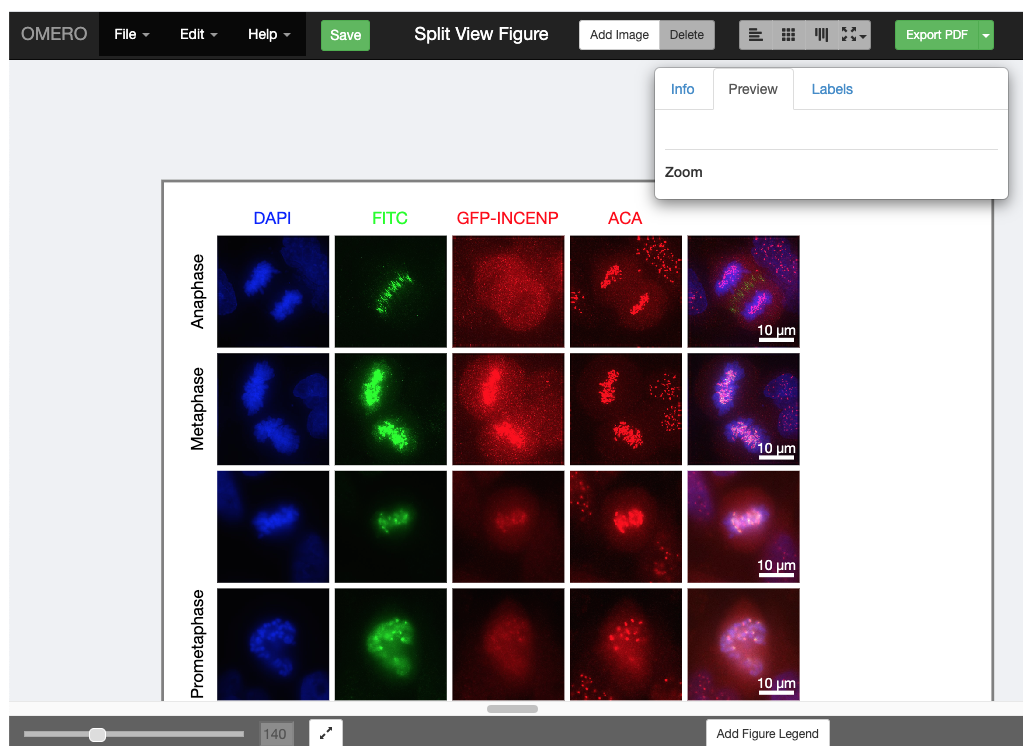 OMERO File Edit Help Save Split View Figure Add Image Delete Export PDF
Info Preview Labels
Zoom
DAPI FITC GFP-INCENP ACA
Anaphase
10 µm
Metaphase
10 µm
10 µm
Prometaphase
10 µm
140 Add Figure Legend